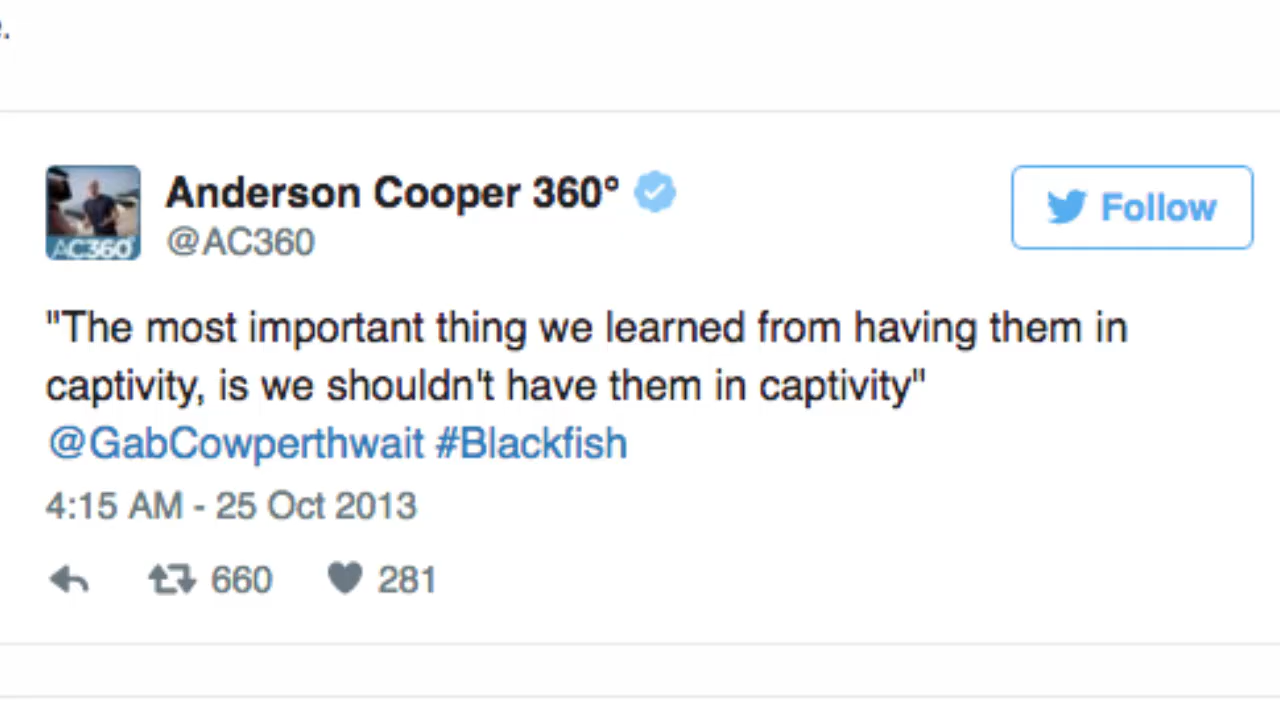 Anderson Cooper 360°
@AC360
Follow
AC360°
"The most important thing we learned from having them in
captivity, is we shouldn't have them in captivity"
@GabCowperthwait #Blackfish
4:15 AM - 25 Oct 2013
660 281